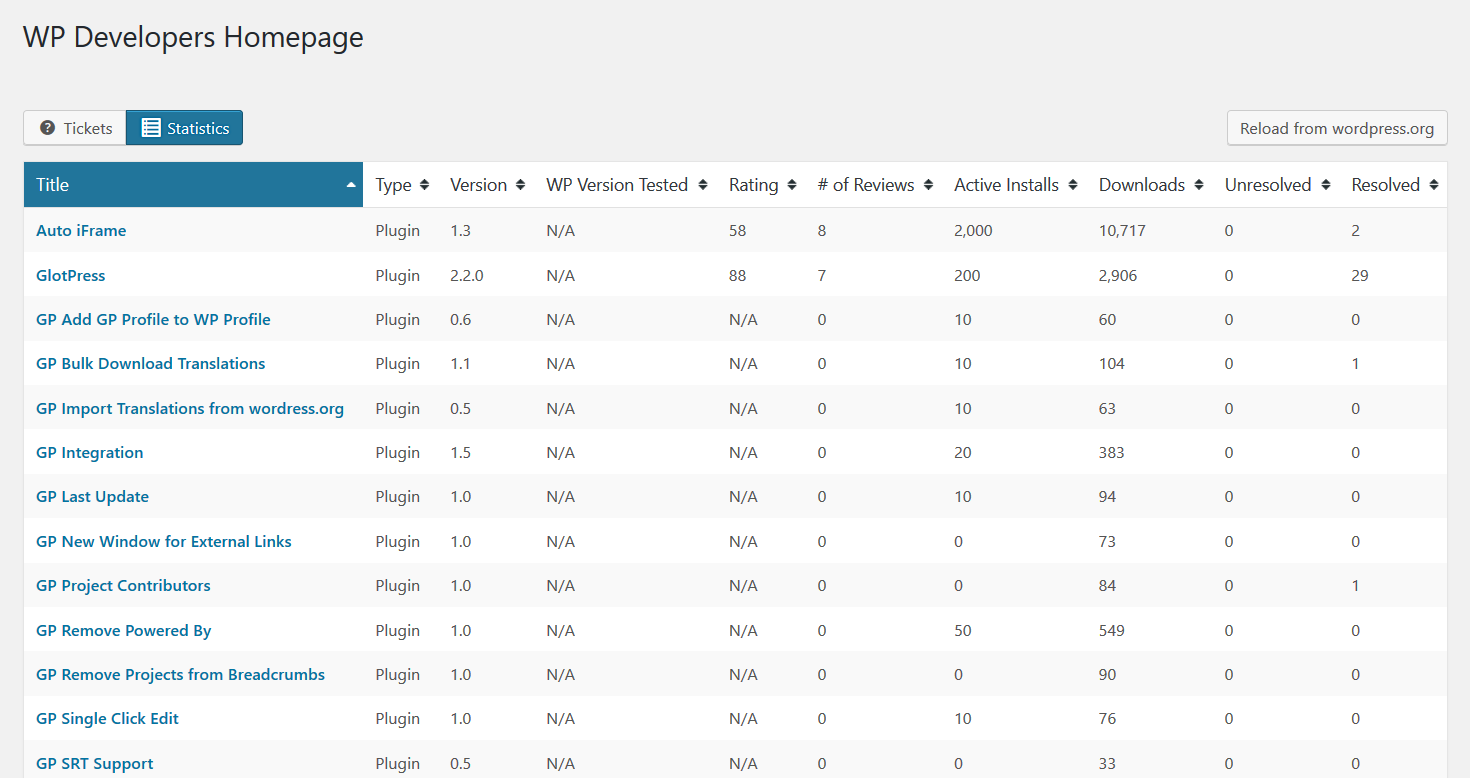 WP Developers Homepage
Tickets Statistics Reload from wordpress.org
Title Type Version WP Version Tested Rating # of Reviews Active Installs Downloads Unresolved Resolved
Auto iFrame Plugin 1.3 N/A 58 8 2,000 10,717 0 2
GlotPress Plugin 2.2.0 N/A 88 7 200 2,906 0 29
GP Add GP Profile to WP Profile Plugin 0.6 N/A N/A 0 10 60 0 0
GP Bulk Download Translations Plugin 1.1 N/A N/A 0 10 104 0 1
GP Import Translations from wordress.org Plugin 0.5 N/A N/A 0 10 63 0 0
GP Integration Plugin 1.5 N/A N/A 0 20 383 0 0
GP Last Update Plugin 1.0 N/A N/A 0 10 94 0 0
GP New Window for External Links Plugin 1.0 N/A N/A 0 0 73 0 0
GP Project Contributors Plugin 1.0 N/A N/A 0 0 84 0 1
GP Remove Powered By Plugin 1.0 N/A N/A 0 50 549 0 0
GP Remove Projects from Breadcrumbs Plugin 1.0 N/A N/A 0 0 90 0 0
GP Single Click Edit Plugin 1.0 N/A N/A 0 10 76 0 0
GP SRT Support Plugin 0.5 N/A N/A 0 0 33 0 0